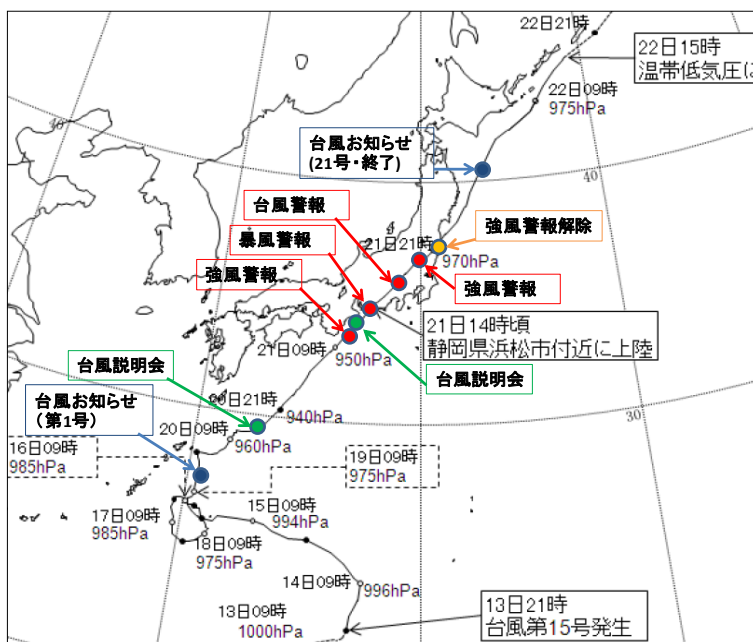 22日21時
22日15時
温帯低気圧に
22日09時
975hPa
40
台風お知らせ
(21号・終了)
40
台風警報
暴風警報
21日21時
強風警報解除
970hPa
強風警報
強風警報
21日14時頃
静岡県浜松市付近に上陸
21日09時
950hPa
台風説明会
台風説明会
20日21時
940hPa
30
台風お知らせ
（第1号）
20日09時
960hPa
16日09時
985hPa
19日09時
975hPa
15日09時
994hPa
17日09時
985hPa
18日09時
975hPa
14日09時
996hPa
13日09時
1000hPa
13日21時
台風第15号発生